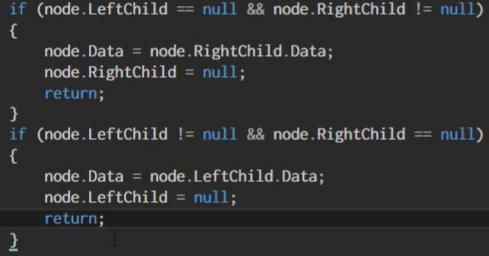 if (node.LeftChild == null && node.RightChild != null)
{
    node.Data = node.RightChild.Data;
    node.RightChild = null;
    return;
}
if (node.LeftChild != null && node.RightChild == null)
{
    node.Data = node.LeftChild.Data;
    node.LeftChild = null;
    return;
}